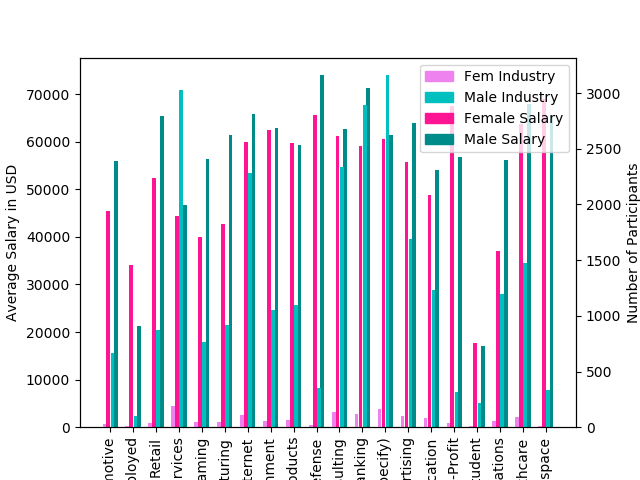 Fem Industry
Male Industry
Female Salary
Male Salary
Average Salary in USD
70000
60000
50000
40000
30000
20000
10000
0
Number of Participants
3000
2500
2000
1500
1000
500
0
motive
ployed
Retail
rvices
aming
turing
ternet
nment
oducts
efense
sulting
anking
pecify)
rtising
cation
-Profit
tudent
ations
thcare
space